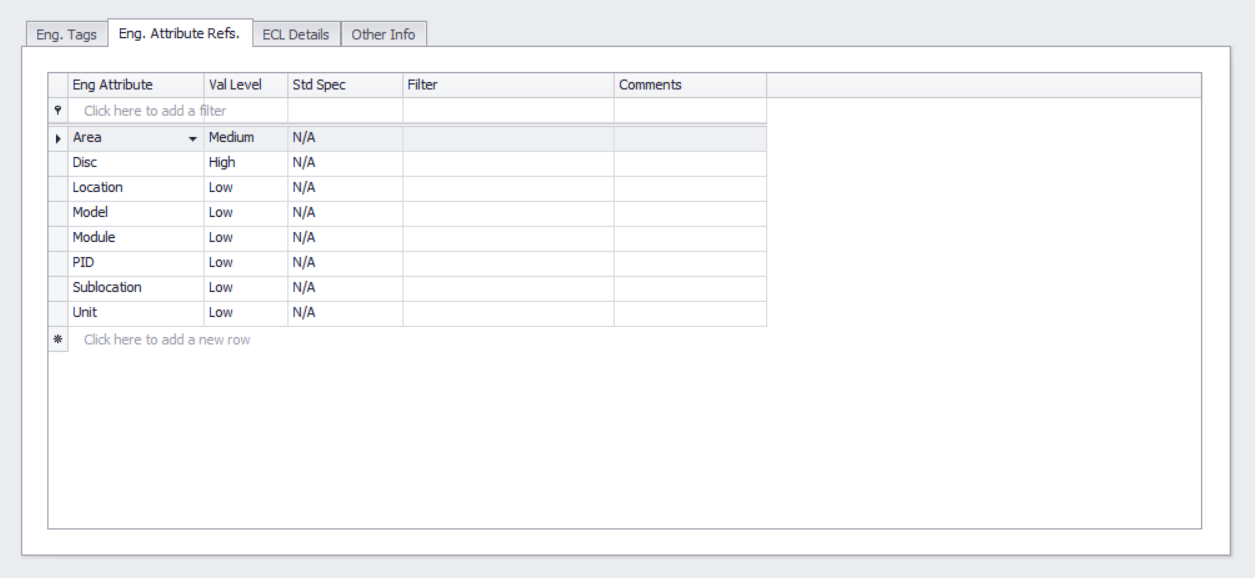 Eng. Tags Eng. Attribute Refs. ECL Details Other Info
Eng Attribute Val Level Std Spec Filter Comments
Click here to add a filter
Area Medium N/A
Disc High N/A
Location Low N/A
Model Low N/A
Module Low N/A
PID Low N/A
Sublocation Low N/A
Unit Low N/A
Click here to add a new row